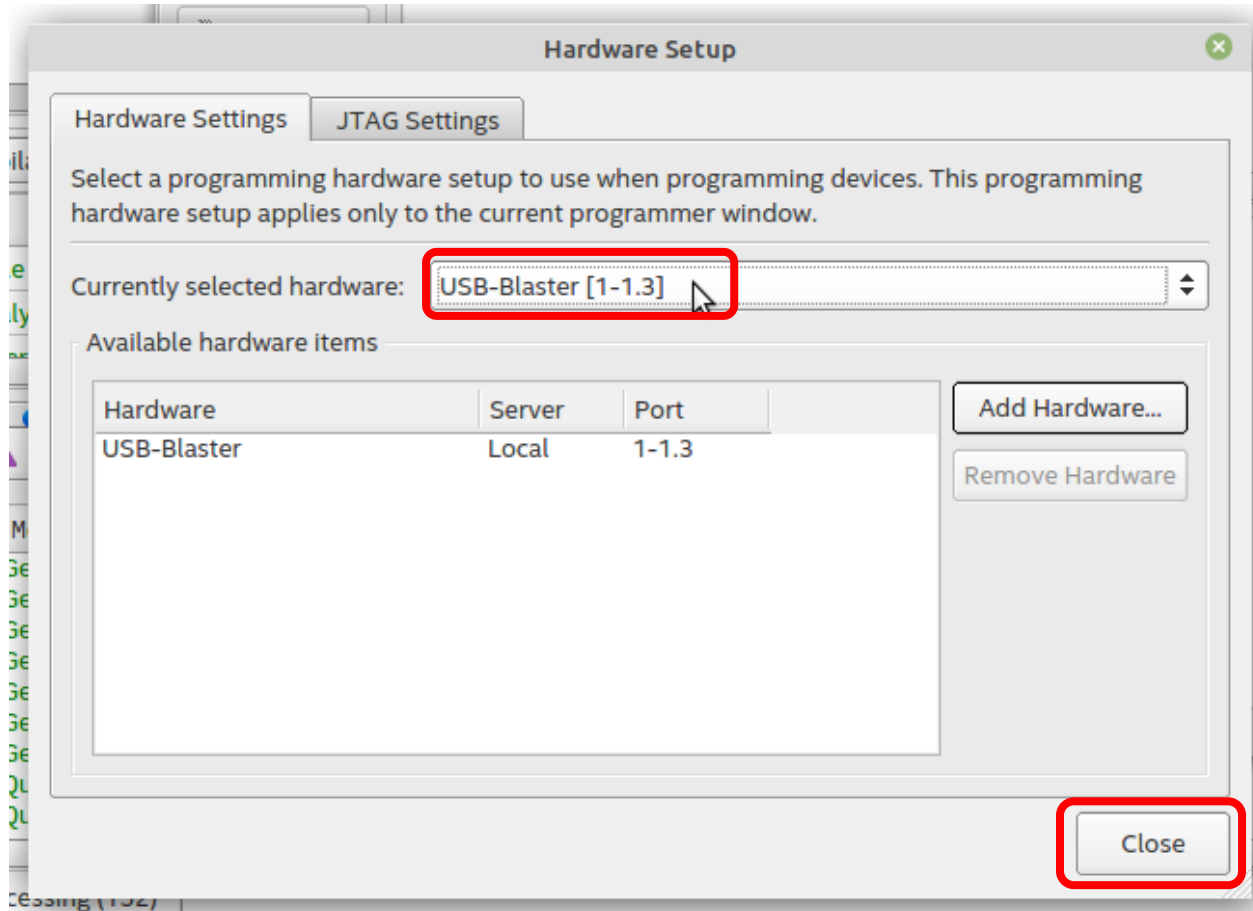 Hardware Setup
Hardware Settings
JTAG Settings
Select a programming hardware setup to use when programming devices. This programming
hardware setup applies only to the current programmer window.
Currently selected hardware: USB-Blaster [1-1.3]
Available hardware items
Hardware Server Port
USB-Blaster Local 1-1.3
Add Hardware...
Remove Hardware
Close